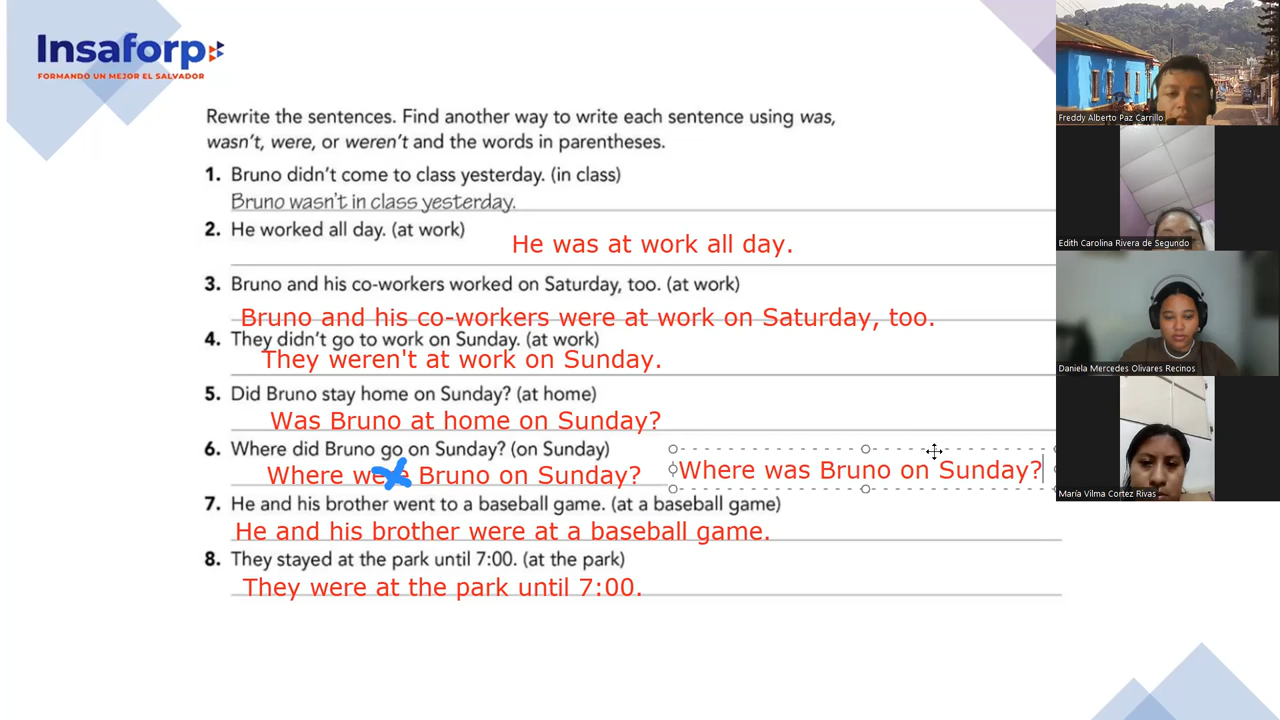 Insaforp
FORMANDO UN MEJOR EL SALVADOR
Rewrite the sentences. Find another way to write each sentence using was,
wasn't, were, or weren't and the words in parentheses.
1. Bruno didn't come to class yesterday. (in class)
Bruno wasn't in class yesterday.
2. He worked all day. (at work)
He was at work all day.
3. Bruno and his co-workers worked on Saturday, too. (at work)
Bruno and his co-workers were at work on Saturday, too.
4. They didn't go to work on Sunday. (at work)
They weren't at work on Sunday.
5. Did Bruno stay home on Sunday? (at home)
Was Bruno at home on Sunday?
6. Where did Bruno go on Sunday? (on Sunday)
Where were Bruno on Sunday?
Where was Bruno on Sunday?
7. He and his brother went to a baseball game. (at a baseball game)
He and his brother were at a baseball game.
8. They stayed at the park until 7:00. (at the park)
They were at the park until 7:00.
Freddy Alberto Paz Carrillo
Edith Carolina Rivera de Segundo
Daniela Mercedes Olivares Recinos
María Vilma Cortez Rivas